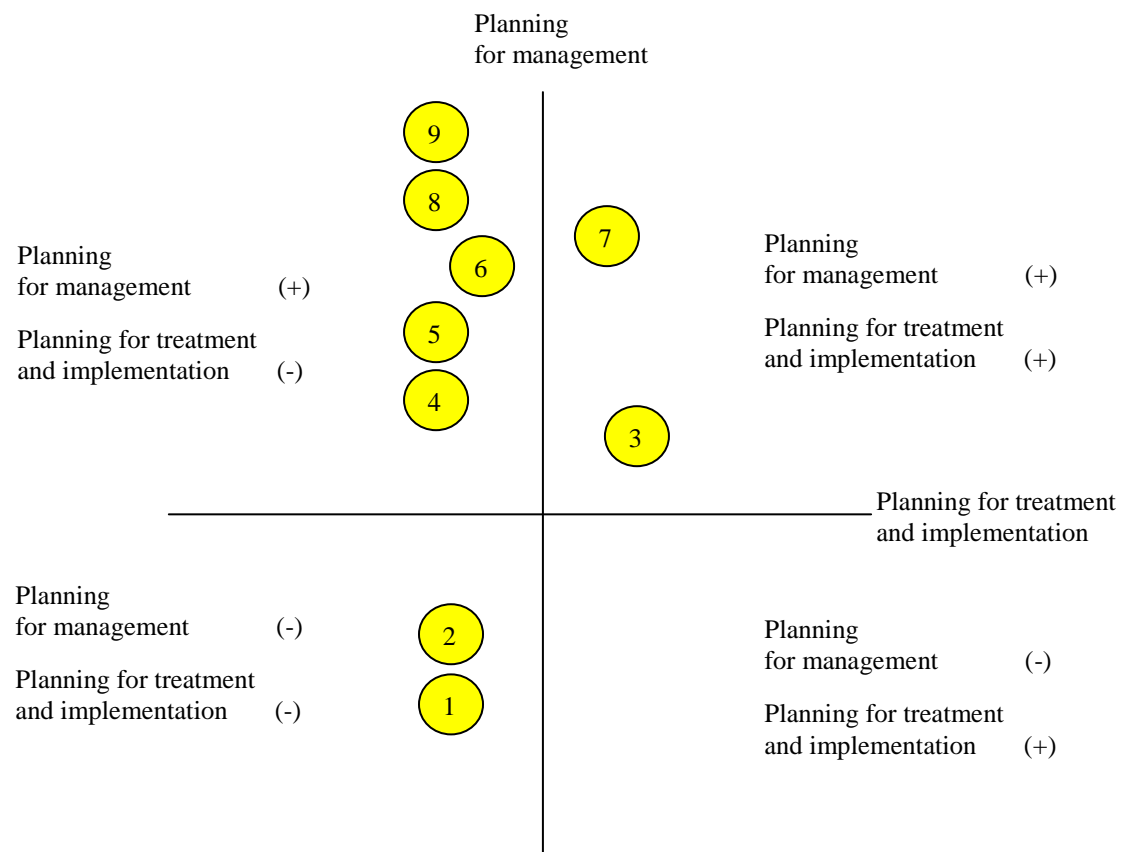 Planning
for management
9
8
7
6
Planning
for management (+)
Planning for treatment
and implementation (-)
Planning
for management (+)
Planning for treatment
and implementation (+)
5
4
3
Planning for treatment
and implementation
Planning
for management (-)
Planning for treatment
and implementation (-)
2
1
Planning
for management (-)
Planning for treatment
and implementation (+)